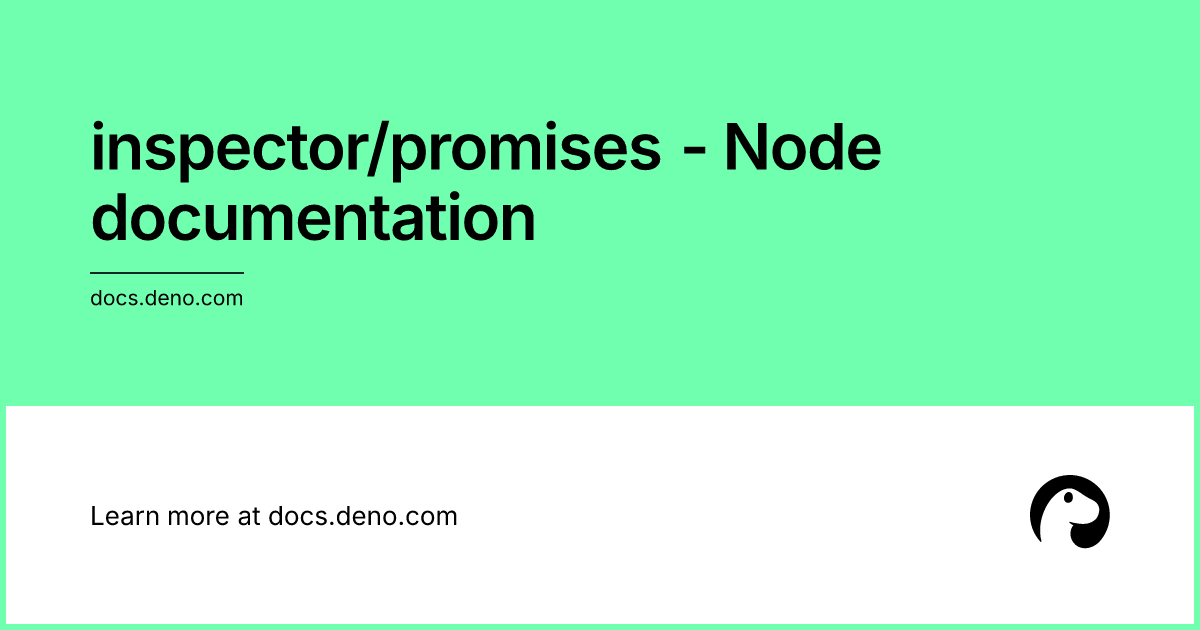 inspector/promises - Node
documentation
docs.deno.com
Learn more at docs.deno.com